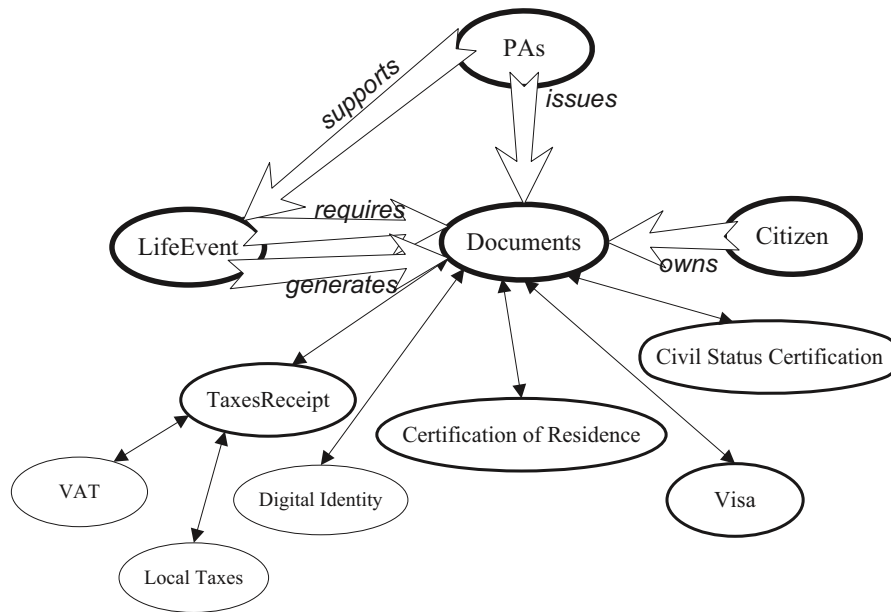 PAs
supports
issues
requires
LifeEvent
Documents
Citizen
owns
generates
Civil Status Certification
TaxesReceipt
Certification of Residence
VAT
Digital Identity
Visa
Local Taxes